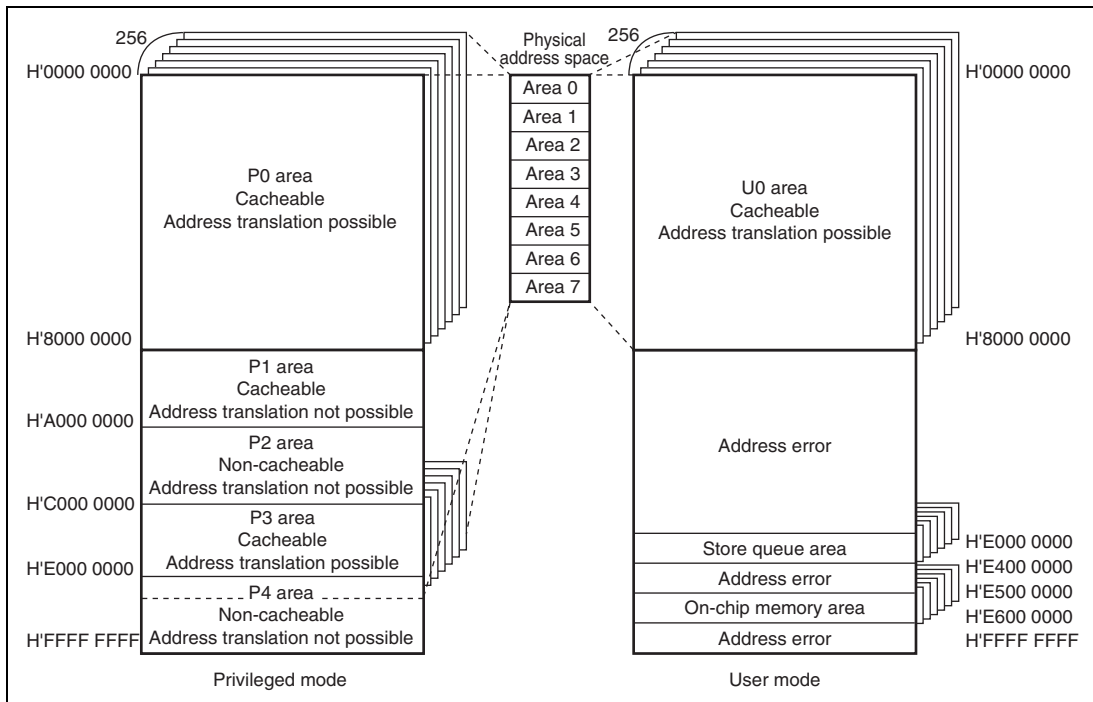 256
H'0000 0000
P0 area
Cacheable
Address translation possible
H'8000 0000
P1 area
Cacheable
Address translation not possible
H'A000 0000
P2 area
Non-cacheable
Address translation not possible
H'C000 0000
P3 area
Cacheable
Address translation possible
H'E000 0000
P4 area
Non-cacheable
Address translation not possible
H'FFFF FFFF
Privileged mode
Physical
address space
Area 0
Area 1
Area 2
Area 3
Area 4
Area 5
Area 6
Area 7
256
H'0000 0000
U0 area
Cacheable
Address translation possible
H'8000 0000
Address error
H'E000 0000
Store queue area
H'E400 0000
Address error
H'E500 0000
On-chip memory area
H'E600 0000
Address error
H'FFFF FFFF
User mode